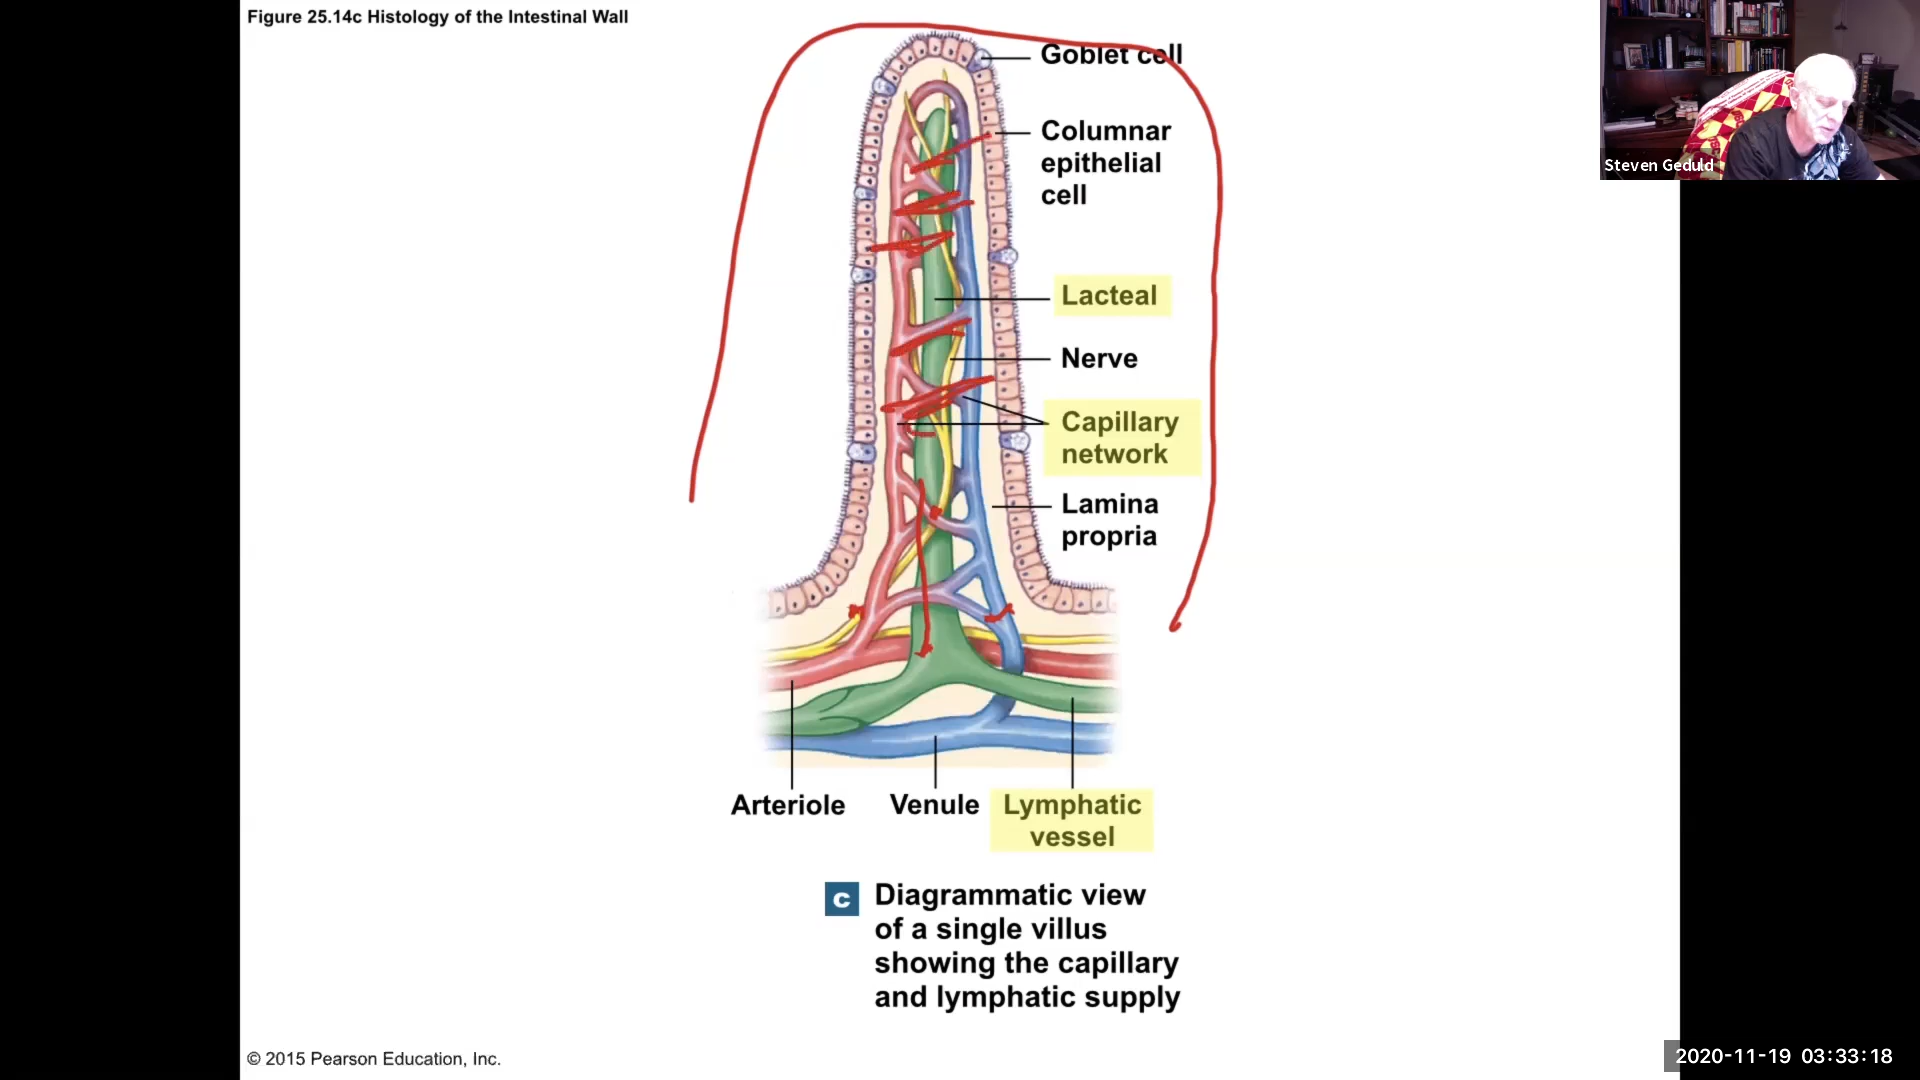 Figure 25.14c Histology of the Intestinal Wall
Goblet cell
Columnar
epithelial
cell
Lacteal
Nerve
Capillary
network
Lamina
propria
Arteriole
Venule
Lymphatic
vessel
c
Diagrammatic view
of a single villus
showing the capillary
and lymphatic supply
© 2015 Pearson Education, Inc.
Steven Geduld
2020-11-19 03:33:18